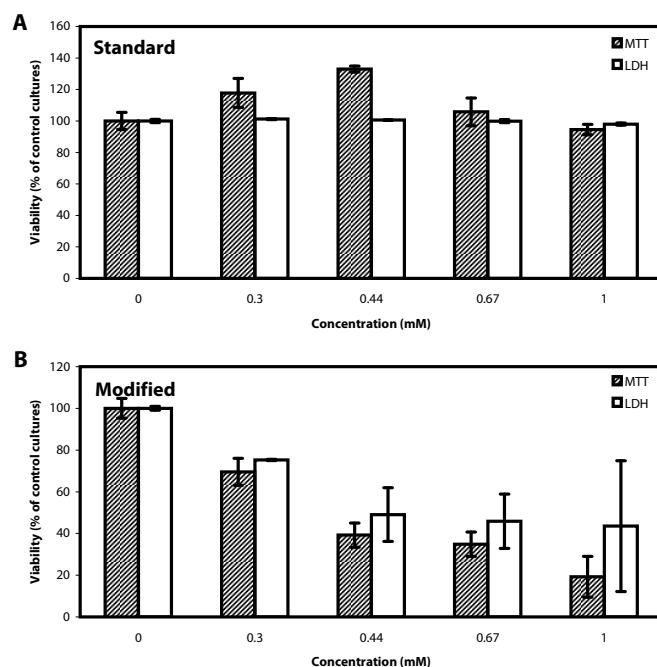 A
Standard
MTT
LDH
Viability (% of control cultures)
160
140
120
100
80
60
40
20
0
0 0.3 0.44 0.67 1
Concentration (mM)
B
Modified
MTT
LDH
Viability (% of control cultures)
120
100
80
60
40
20
0
0 0.3 0.44 0.67 1
Concentration (mM)